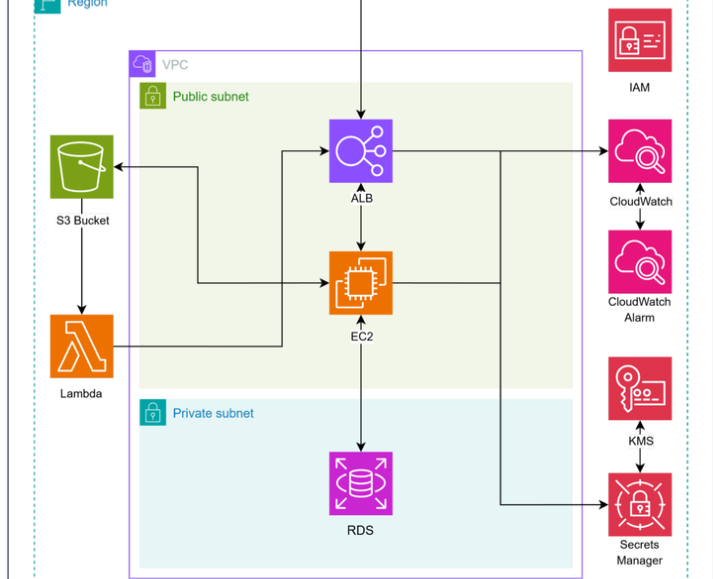 Region
IAM
VPC
Public subnet
S3 Bucket
ALB
CloudWatch
EC2
CloudWatch
Alarm
Lambda
Private subnet
KMS
RDS
Secrets
Manager